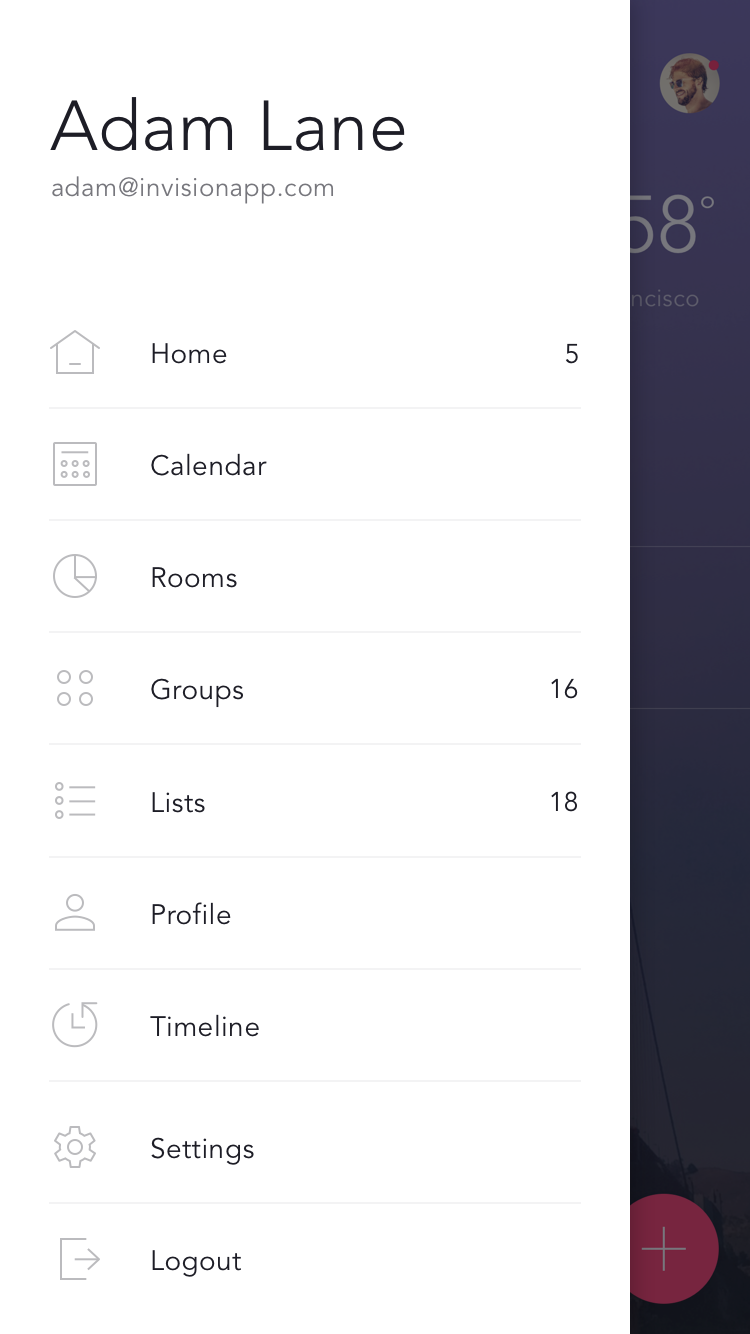 Adam Lane
adam@invisionapp.com
58°
ncisco
Home 5
Calendar
Rooms
Groups 16
Lists 18
Profile
Timeline
Settings
Logout